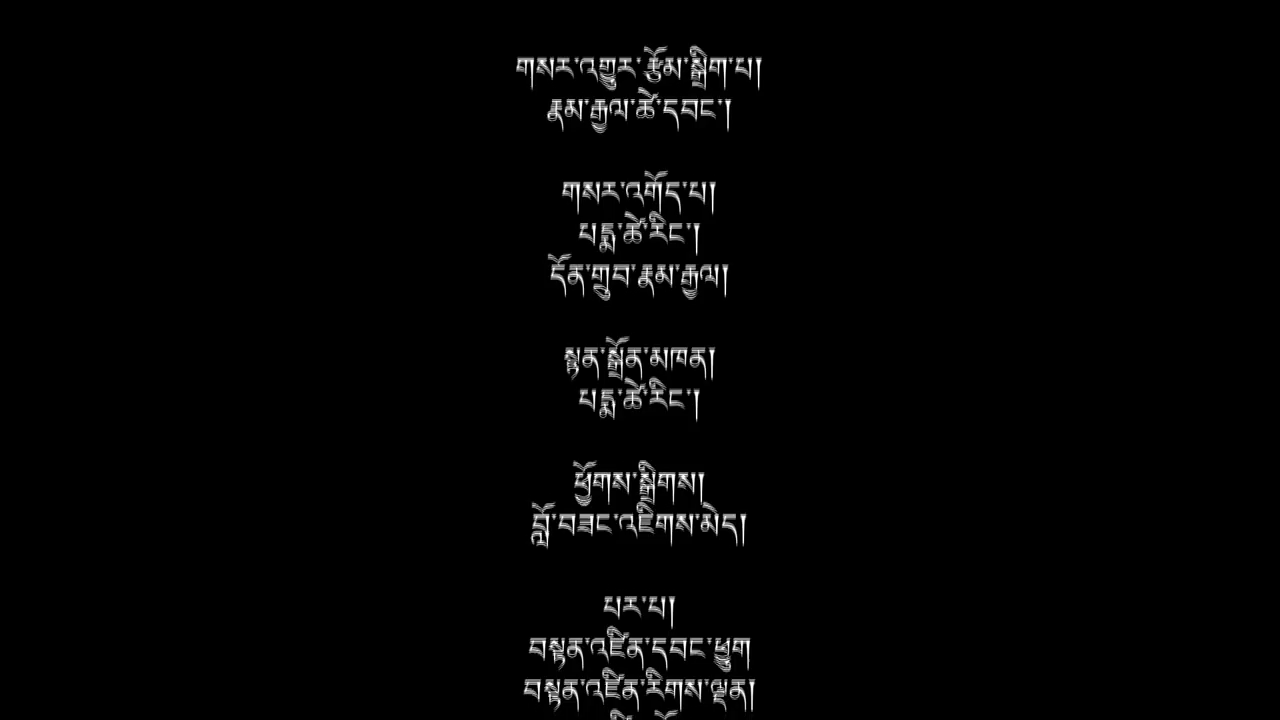 གསར་འགྱུར་རྩོམ་སྒྲིག་པ།
རྣམ་རྒྱལ་ཚེ་དབང་།
གསར་འགོད་པ།
པདྨ་ཚེ་རིང་།
དོན་གྲུབ་རྣམ་རྒྱལ།
སྟན་སྒྲོན་མཁན།
པདྨ་ཚེ་རིང་།
ཕྱོགས་སྒྲིགས།
བློ་བཟང་འཇིགས་མེད།
པར་པ།
བསྟན་འཛིན་དབང་ཕྱུག
བསྟན་འཛིན་རིགས་ལྡན།